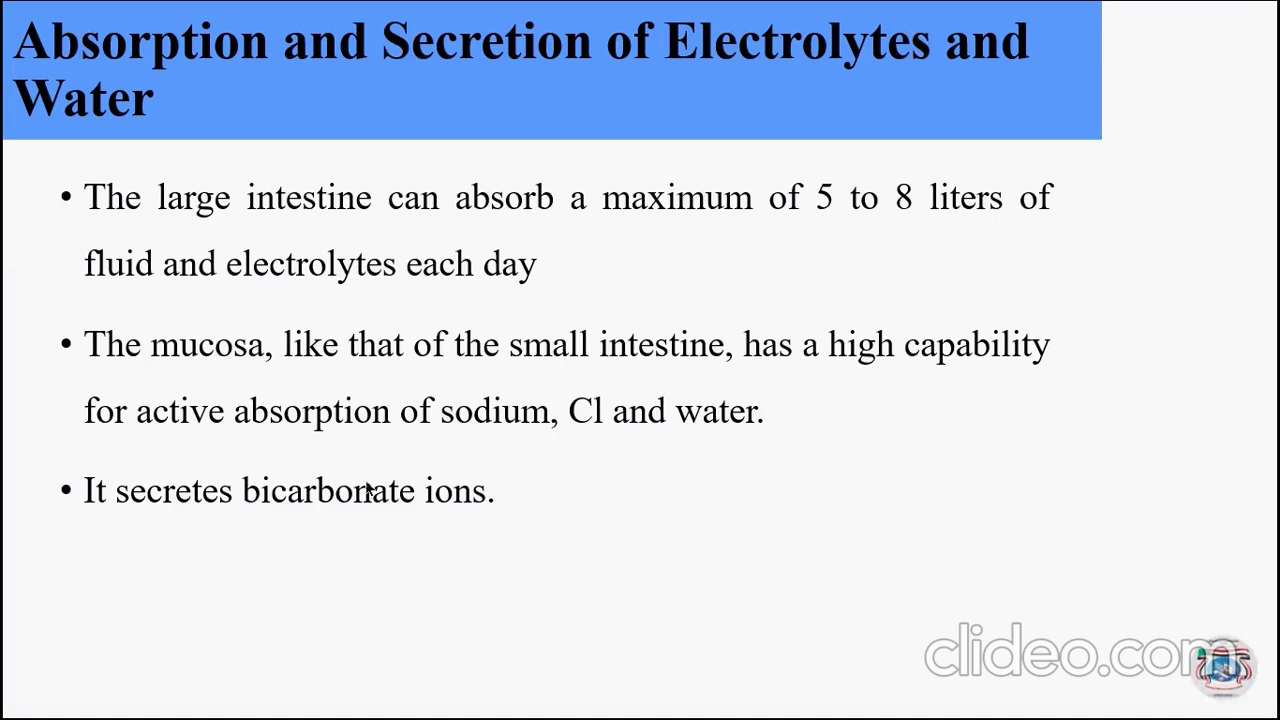 Absorption and Secretion of Electrolytes and
Water
• The large intestine can absorb a maximum of 5 to 8 liters of
fluid and electrolytes each day
• The mucosa, like that of the small intestine, has a high capability
for active absorption of sodium, Cl and water.
• It secretes bicarbonate ions.
clideo.com